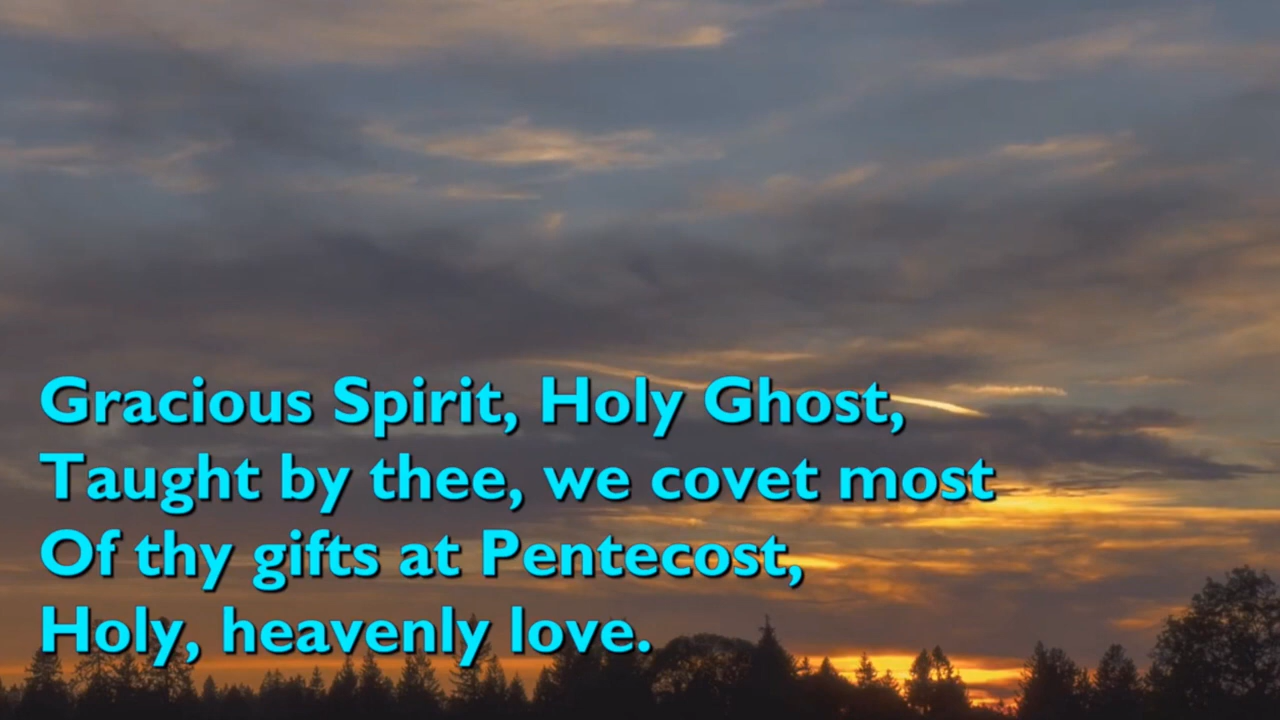 Gracious Spirit, Holy Ghost,
Taught by thee, we covet most
Of thy gifts at Pentecost,
Holy, heavenly love.